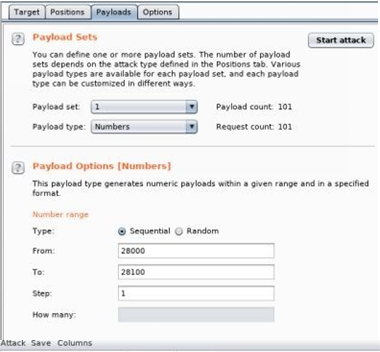 Target Positions Payloads Options
? Payload Sets Start attack
You can define one or more payload sets. The number of payload
sets depends on the attack type defined in the Positions tab. Various
payload types are available for each payload set, and each payload
type can be customized in different ways.
Payload set: 1 Payload count: 101
Payload type: Numbers Request count: 101
? Payload Options [Numbers]
This payload type generates numeric payloads within a given range and in a specified
format.
Number range
Type: Sequential Random
From: 28000
To: 28100
Step: 1
How many:
Attack Save Columns